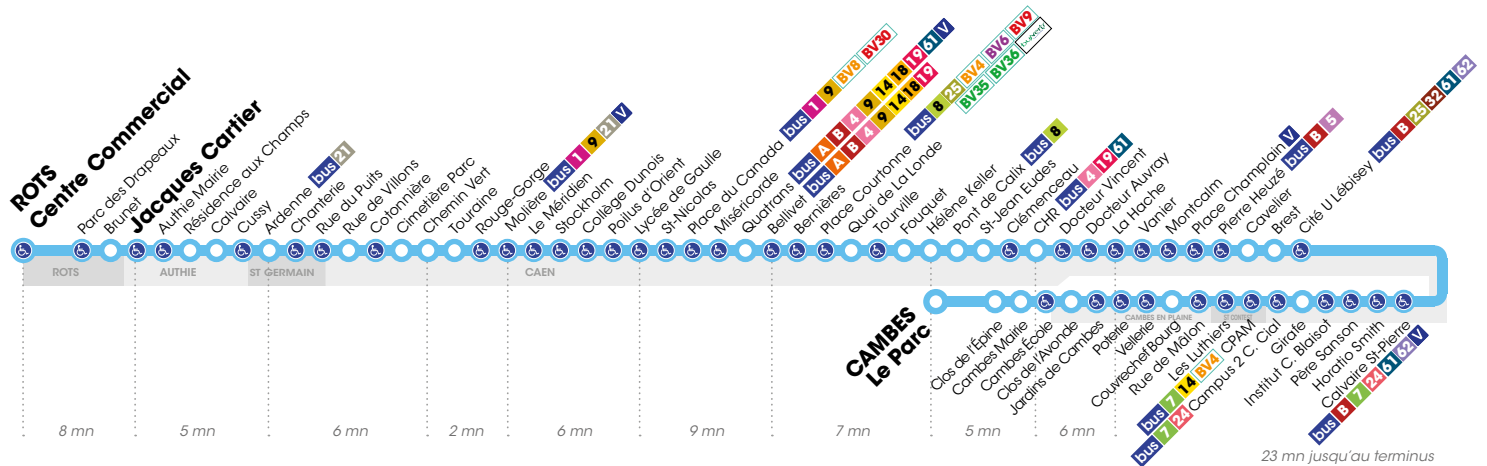 ROTS
Centre Commercial
Parc des Drapeaux
Brunet
Jacques Cartier
Authie Mairie
Résidence aux Champs
Calvaire
Cussy
Ardenne bus 21
Chanterie
Rue du Puits
Rue de Villons
Cotonnière
Cimetière Parc
Chemin Vert
Touraine
Rouge-Gorge
Molière bus 1 9 21 V
Le Méridien
Stockholm
Collège Dunois
Pollus d'Orient
Lycée de Gaulle
St-Nicolas
Place du Canada bus 1 9 BV8 BV30
Miséricorde
Quatrans bus A B 4 9 14 18 19 61 V
Bellivet bus A B 4 9 14 18 19
Bernières
Place Courtonne bus 8 25 BV4 BV6 BV9
BV35 BV36
Quai de La Londe
Tourville
Fouquet
Hélène Keller
Pont de Calix bus 8
St-Jean Eudes
Clémenceau
CHR bus 4 19 61
Docteur Vincent
Docteur Auvray
La Hache
Vanier
Montcalm
Place Champlain V
Pierre Heuzé bus B 5
Cavelier
Brest
Cité U Lébisey bus B 25 32 61 62
ROTS
AUTHIE
ST GERMAIN
CAEN
CAMBES EN PLAINE
ST CONTEST
CAMBES
Le Parc
Clos de l'Épine
Cambes Mairie
Cambes École
Clos de l'Avonde
Jardins de Cambes
Poterie
Vellerie
Couvrechef Bourg
Rue de Mâlon
Les Luthiers
bus 7 14 BV4 CPAM
bus 7 24 Campus 2 C. Cial
Girafe
Institut C. Blaisot
Père Sanson
Horatio Smith
Calvaire St-Pierre
bus B 7 24 61 62 V
8 mn
5 mn
6 mn
2 mn
6 mn
9 mn
7 mn
5 mn
6 mn
23 mn jusqu'au terminus